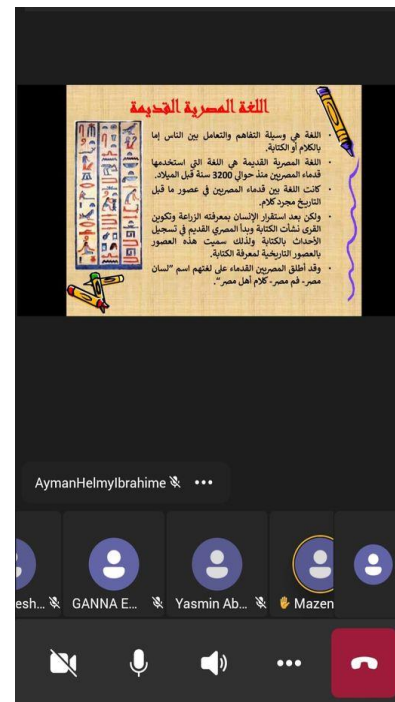 اللغة المصرية القديمة
• اللغة هي وسيلة التفاهم والتعامل بين الناس إما
بالكلام أو الكتابة.
• اللغة المصرية القديمة هي اللغة التي استخدمها
قدماء المصريين منذ حوالي 3200 سنة قبل الميلاد.
• كانت اللغة بين قدماء المصريين في عصور ما قبل
التاريخ مجرد كلام.
• ولكن بعد استقرار الإنسان بمعرفته الزراعة وتكوين
القرى نشأت الكتابة وبدأ المصري القديم في تسجيل
الأحداث بالكتابة ولذلك سميت هذه العصور
بالعصور التاريخية لمعرفة الكتابة.
• وقد أطلق المصريين القدماء على لغتهم اسم "لسان
مصر- فم مصر- كلام أهل مصر".
AymanHelmyIbrahime
esh... GANNA E... Yasmin Ab... Mazen